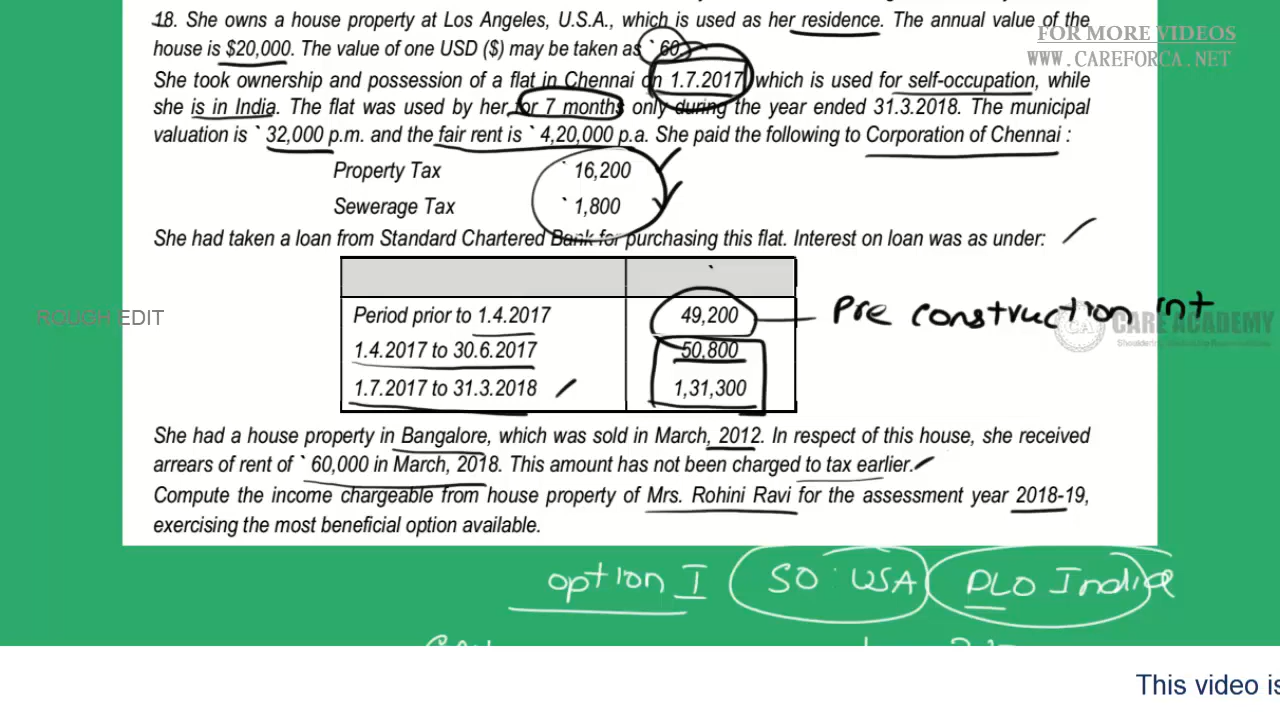 18. She owns a house property at Los Angeles, U.S.A., which is used as her residence. The annual value of the
house is $20,000. The value of one USD ($) may be taken as ` 60
She took ownership and possession of a flat in Chennai on 1.7.2017 which is used for self-occupation, while
she is in India. The flat was used by her for 7 months only during the year ended 31.3.2018. The municipal
valuation is ` 32,000 p.m. and the fair rent is ` 4,20,000 p.a. She paid the following to Corporation of Chennai :
Property Tax ` 16,200
Sewerage Tax ` 1,800
She had taken a loan from Standard Chartered Bank for purchasing this flat. Interest on loan was as under:
`
Period prior to 1.4.2017 49,200
1.4.2017 to 30.6.2017 50,800
1.7.2017 to 31.3.2018 1,31,300
Pre construction Int
She had a house property in Bangalore, which was sold in March, 2012. In respect of this house, she received
arrears of rent of ` 60,000 in March, 2018. This amount has not been charged to tax earlier.
Compute the income chargeable from house property of Mrs. Rohini Ravi for the assessment year 2018-19,
exercising the most beneficial option available.
option I SO USA DLO India
FOR MORE VIDEOS
WWW.CAREFORCA.NET
ROUGH EDIT
CARE ACADEMY
This video is